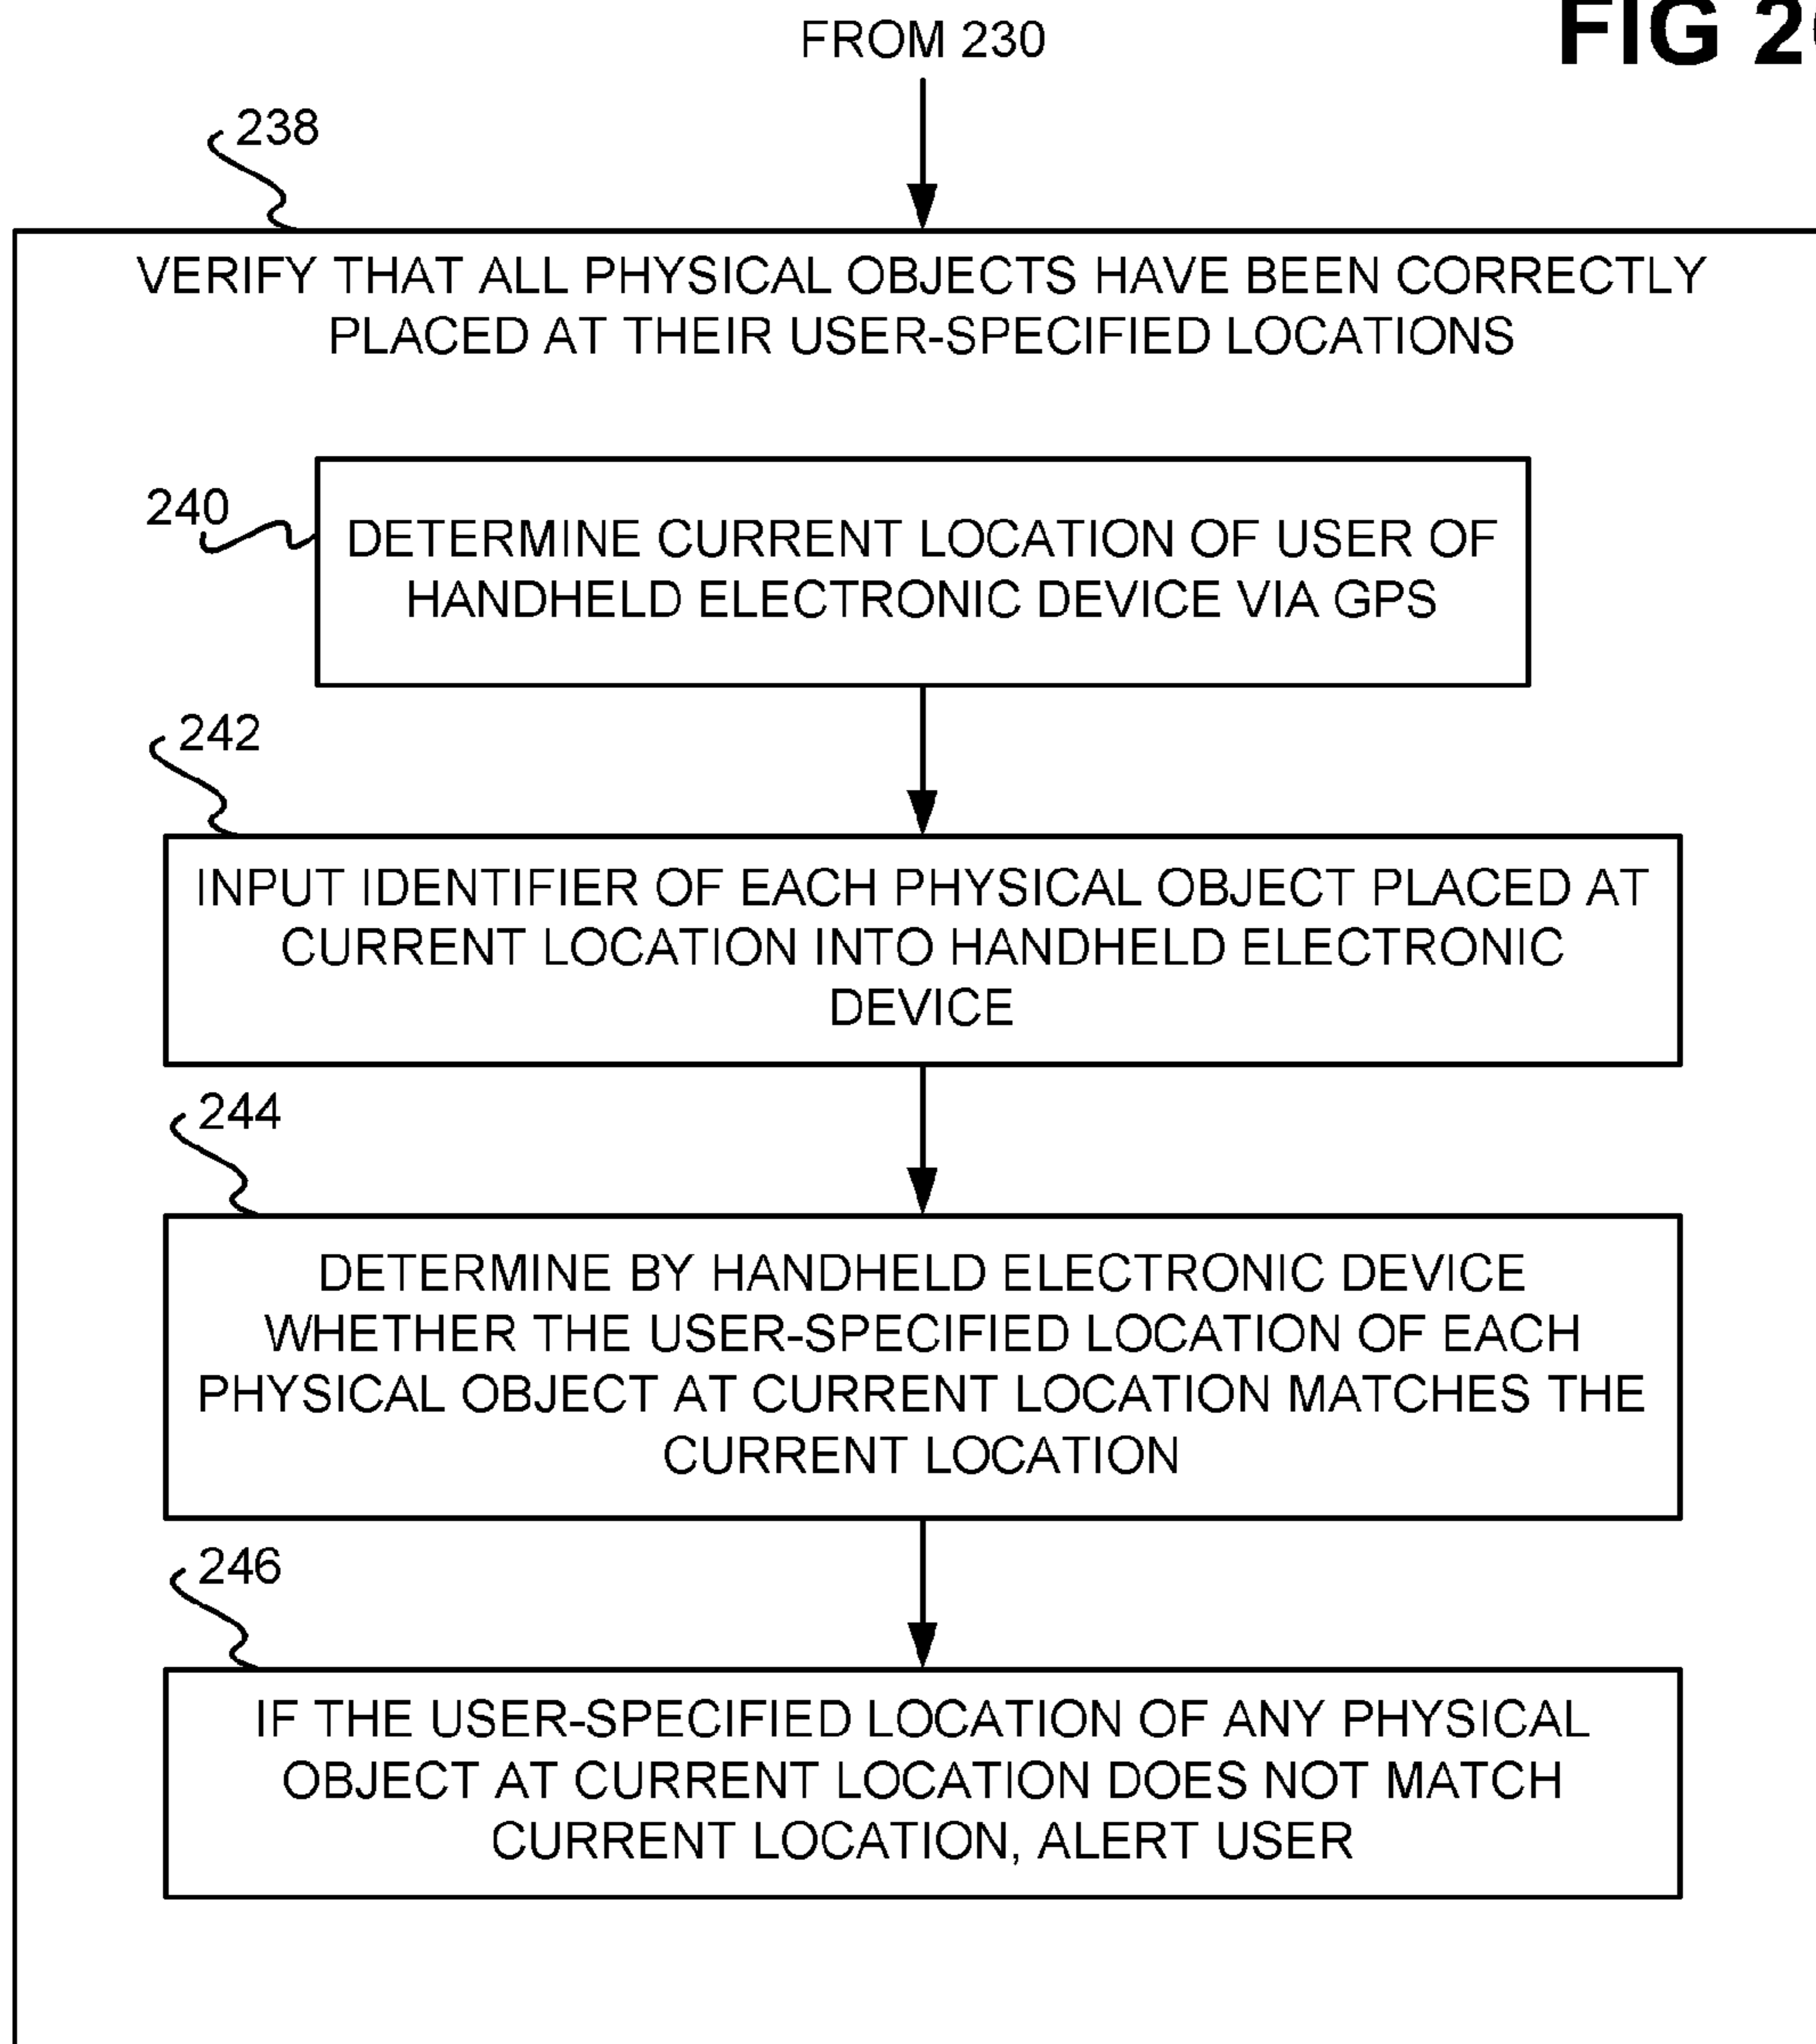 FROM 230
FIG 2
238
VERIFY THAT ALL PHYSICAL OBJECTS HAVE BEEN CORRECTLY
PLACED AT THEIR USER-SPECIFIED LOCATIONS
240
DETERMINE CURRENT LOCATION OF USER OF
HANDHELD ELECTRONIC DEVICE VIA GPS
242
INPUT IDENTIFIER OF EACH PHYSICAL OBJECT PLACED AT
CURRENT LOCATION INTO HANDHELD ELECTRONIC
DEVICE
244
DETERMINE BY HANDHELD ELECTRONIC DEVICE
WHETHER THE USER-SPECIFIED LOCATION OF EACH
PHYSICAL OBJECT AT CURRENT LOCATION MATCHES THE
CURRENT LOCATION
246
IF THE USER-SPECIFIED LOCATION OF ANY PHYSICAL
OBJECT AT CURRENT LOCATION DOES NOT MATCH
CURRENT LOCATION, ALERT USER